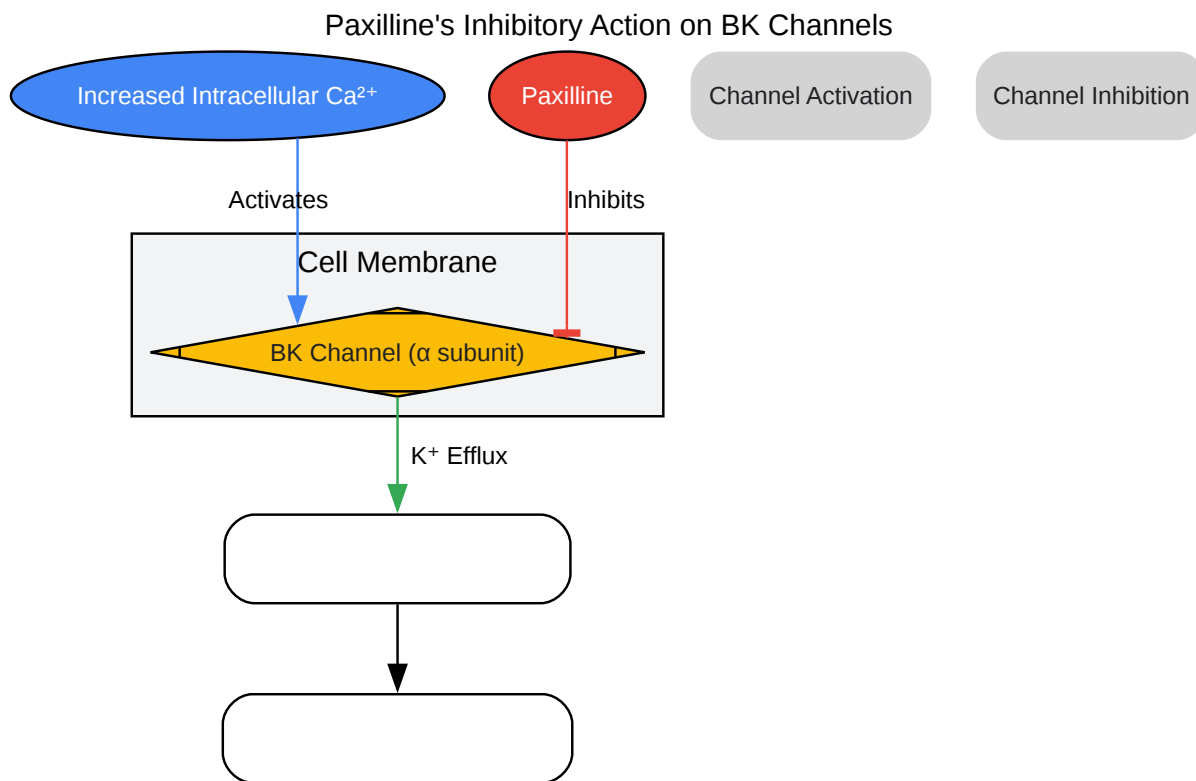 Paxilline's Inhibitory Action on BK Channels
Increased Intracellular Ca²⁺
Paxilline
Channel Activation
Channel Inhibition
Activates
Inhibits
Cell Membrane
BK Channel (α subunit)
K⁺ Efflux